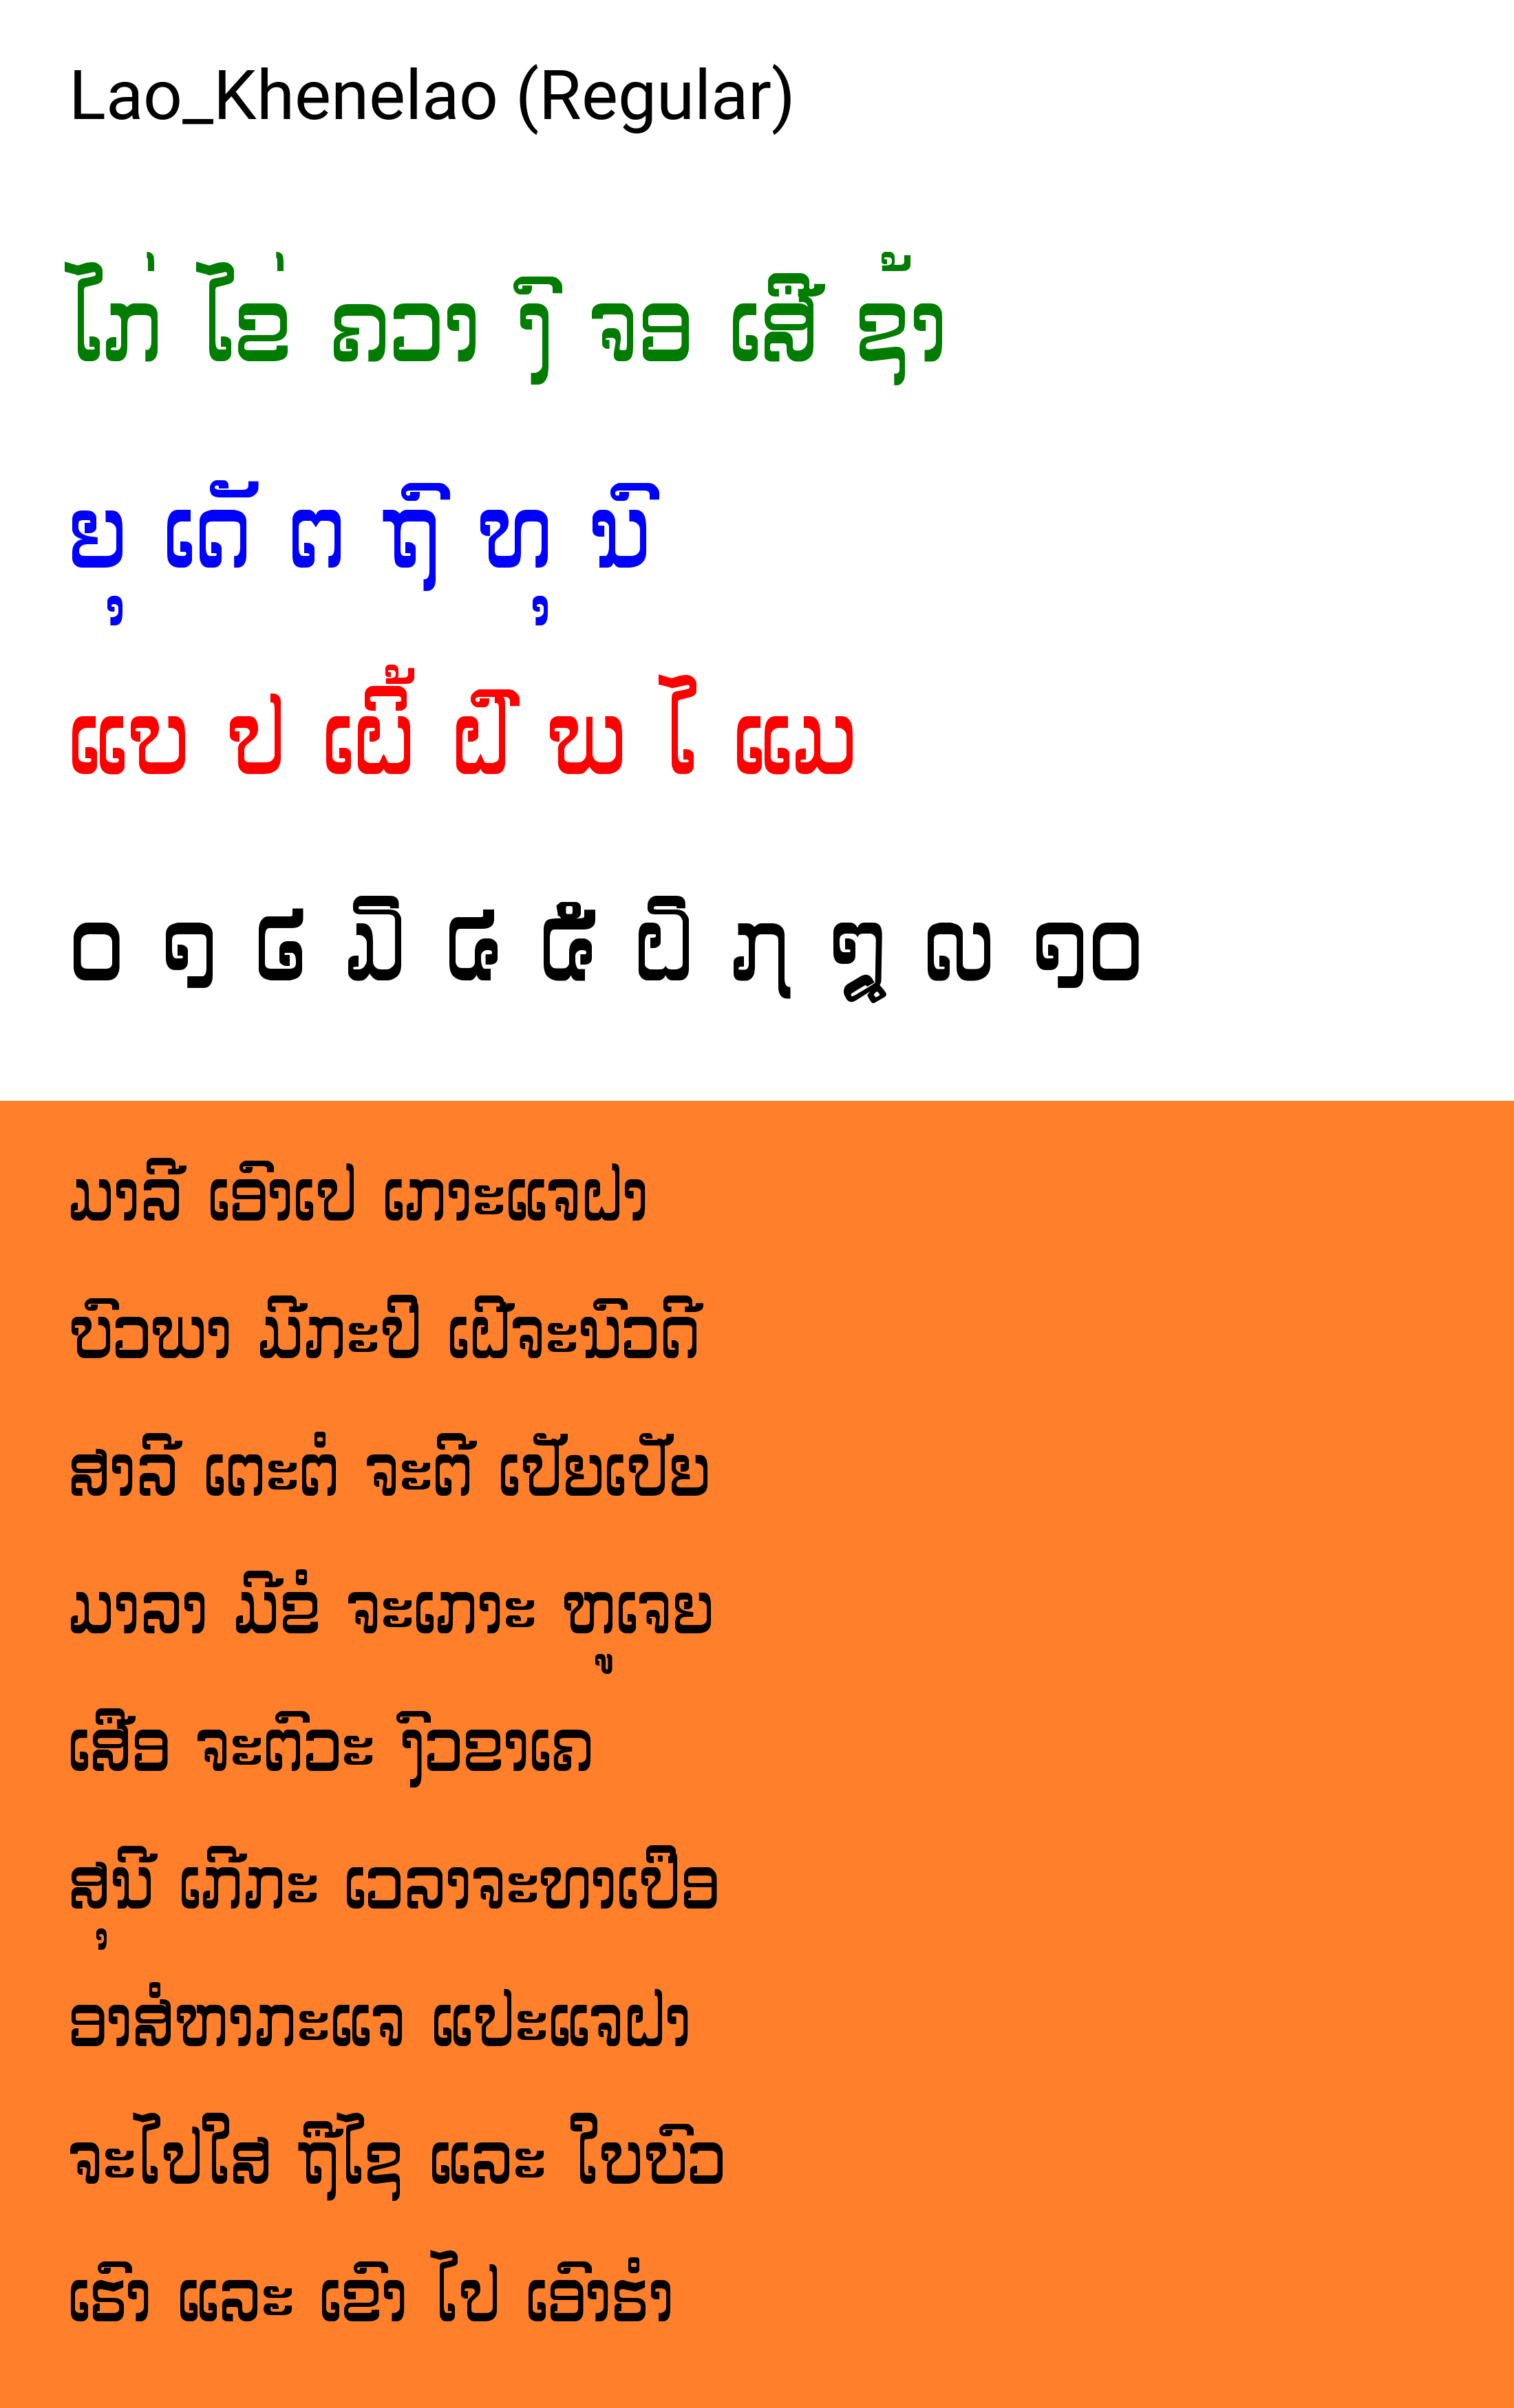 Lao_Khenelao (Regular)
ໄກ່ ໄຂ່ ຄວາ ງົ ຈອ ເສື ຊ້າ
ຍຸ ເດັ ຕ ຖົ ທຸ ນົ
ແບ ປ ເຜິ້ ຝົ ພ ໄ ແມ
໐ ໑ ໒ ໓ ໔ ໕ ໖ ໗ ໘ ໙ ໑໐
ມາລີ ເອົາເປ ເກາະແຈຝາ
ບົວພາ ມີກະປິ ເຝີຈະນົວດີ
ສາລີ ເຕະຕໍ ຈະຕີ ເປັຍເປັຍ
ມາລາ ມີຂໍ ຈະເກາະ ຫູເຈຍ
ເສືອ ຈະຕົວະ ງົວຂາເຄ
ສຸນີ ເກີກະ ເວລາຈະທາເປືອ
ອາສໍຫາກະແຈ ແປະແຈຝາ
ຈະໄປໃສ ຖືໄຊ ແລະ ໃບບົວ
ເຮົາ ແລະ ເຂົາ ໄປ ເອົາຮຳ